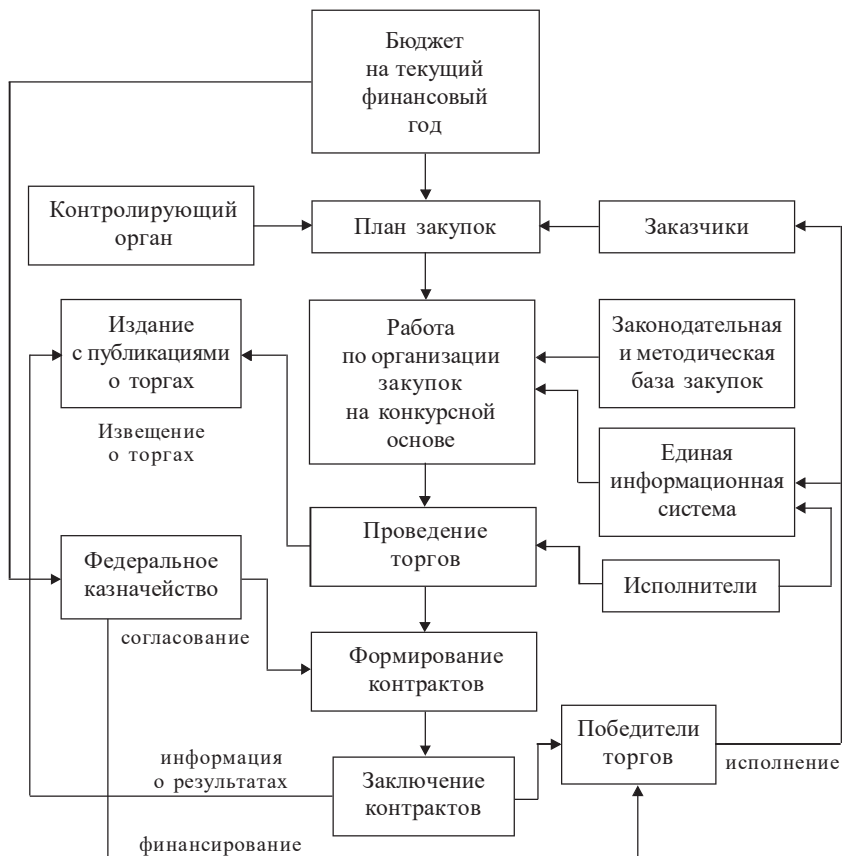 Бюджет
на текущий
финансовый
год
Контролирующий
орган
План закупок
Заказчики
Издание
с публикациями
о торгах
Работа
по организации
закупок
на конкурсной
основе
Законодательная
и методическая
база закупок
Извещение
о торгах
Единая
информационная
система
Проведение
торгов
Федеральное
казначейство
Исполнители
согласование
Формирование
контрактов
Победители
торгов
исполнение
информация
о результатах
Заключение
контрактов
финансирование